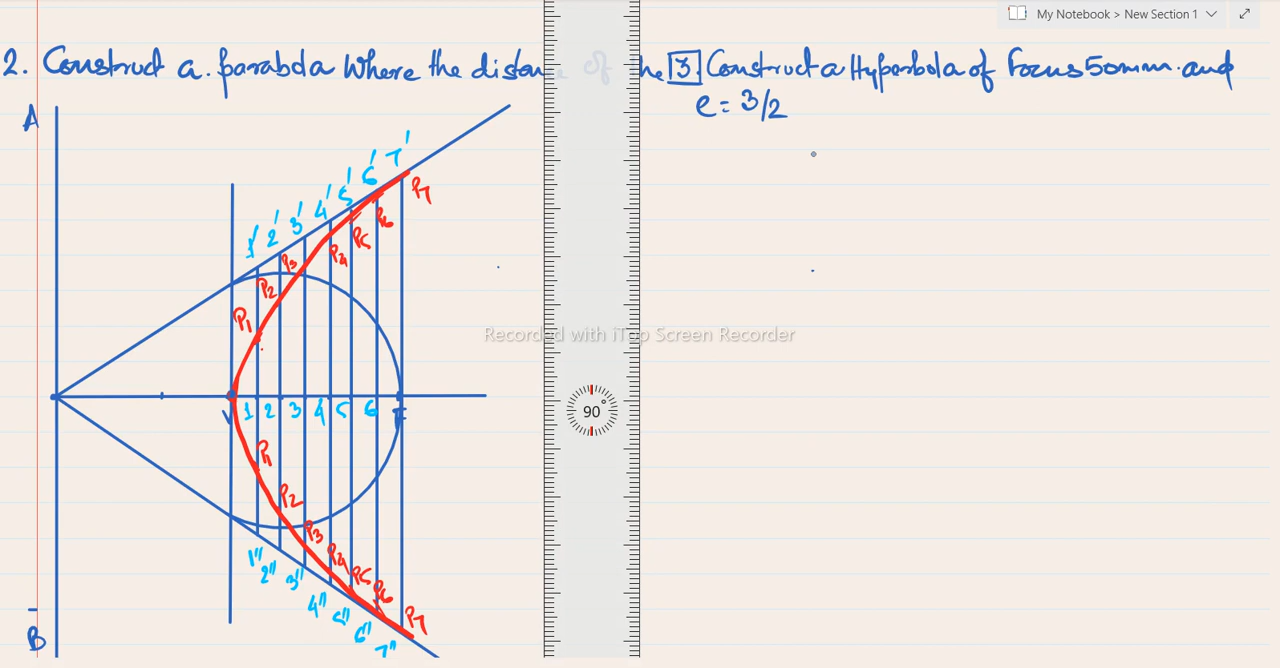 My Notebook > New Section 1
2. Construct a. parabola where the distance of the
3. Construct a Hyperbola of Focus 50mm. and
e = 3/2
A
1' 2' 3' 4' 5' 6' 7'
P1 P2 P3 P4 P5 P6 P7
Recorded with iTop Screen Recorder
90°
V 1 2 3 4 5 6 F
P1 P2 P3 P4 P5 P6 P7
1" 2" 3" 4" 5" 6" 7"
B